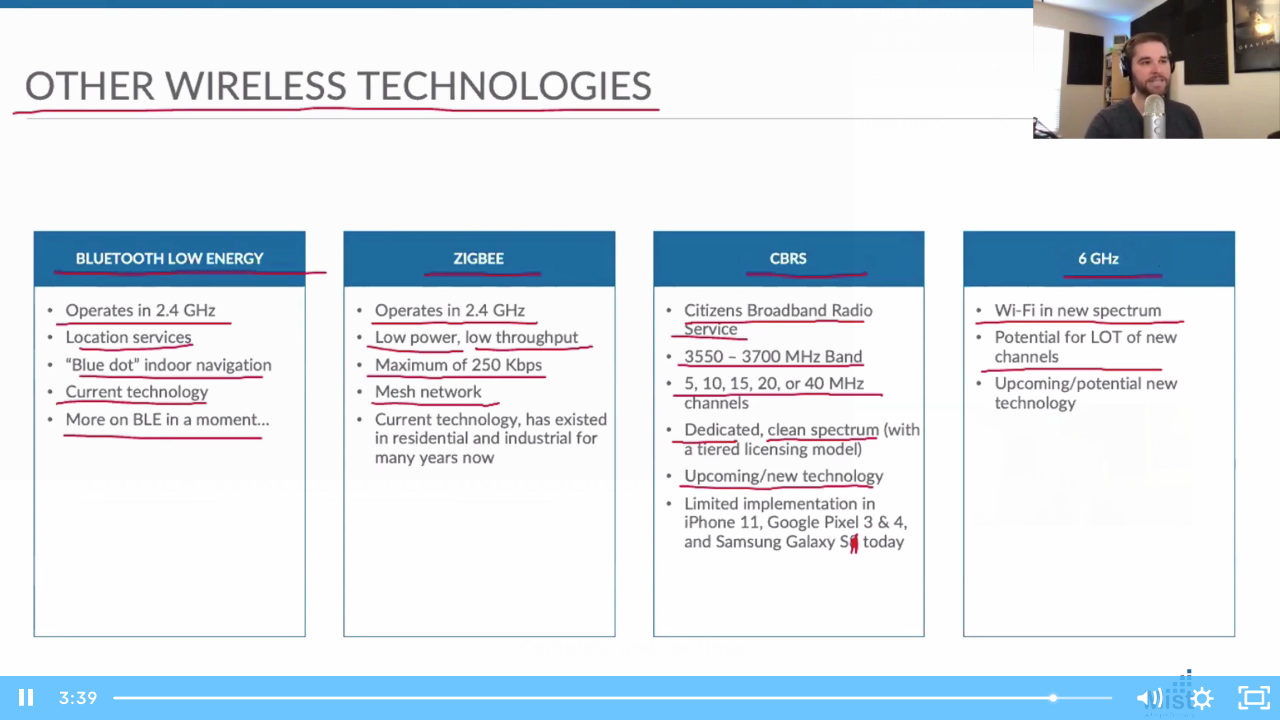 OTHER WIRELESS TECHNOLOGIES
BLUETOOTH LOW ENERGY
• Operates in 2.4 GHz
• Location services
• “Blue dot” indoor navigation
• Current technology
• More on BLE in a moment...
ZIGBEE
• Operates in 2.4 GHz
• Low power, low throughput
• Maximum of 250 Kbps
• Mesh network
• Current technology, has existed
in residential and industrial for
many years now
CBRS
• Citizens Broadband Radio
Service
• 3550 – 3700 MHz Band
• 5, 10, 15, 20, or 40 MHz
channels
• Dedicated, clean spectrum (with
a tiered licensing model)
• Upcoming/new technology
• Limited implementation in
iPhone 11, Google Pixel 3 & 4,
and Samsung Galaxy today
6 GHz
• Wi-Fi in new spectrum
• Potential for LOT of new
channels
• Upcoming/potential new
technology
3:39
Mist